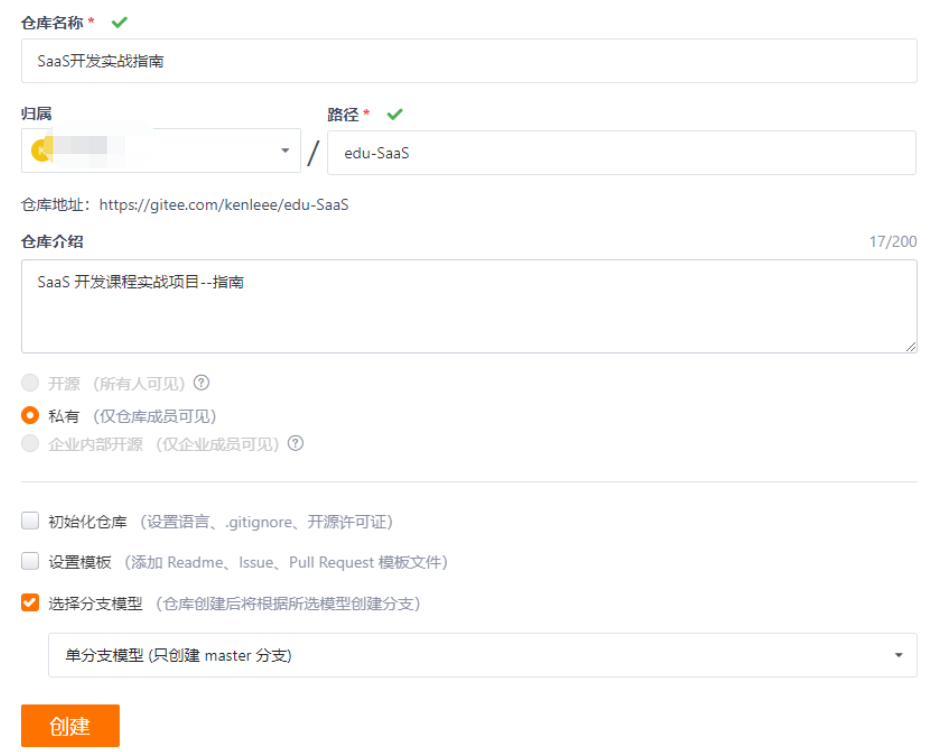 仓库名称 *
SaaS开发实战指南
归属 路径 *
/ edu-SaaS
仓库地址：https://gitee.com/kenleee/edu-SaaS
仓库介绍 17/200
SaaS 开发课程实战项目--指南
开源 （所有人可见） ?
私有 （仅仓库成员可见）
企业内部开源 （仅企业成员可见） ?
初始化仓库 （设置语言、.gitignore、开源许可证）
设置模板 （添加 Readme、Issue、Pull Request 模板文件）
选择分支模型 （仓库创建后将根据所选模型创建分支）
单分支模型 (只创建 master 分支)
创建